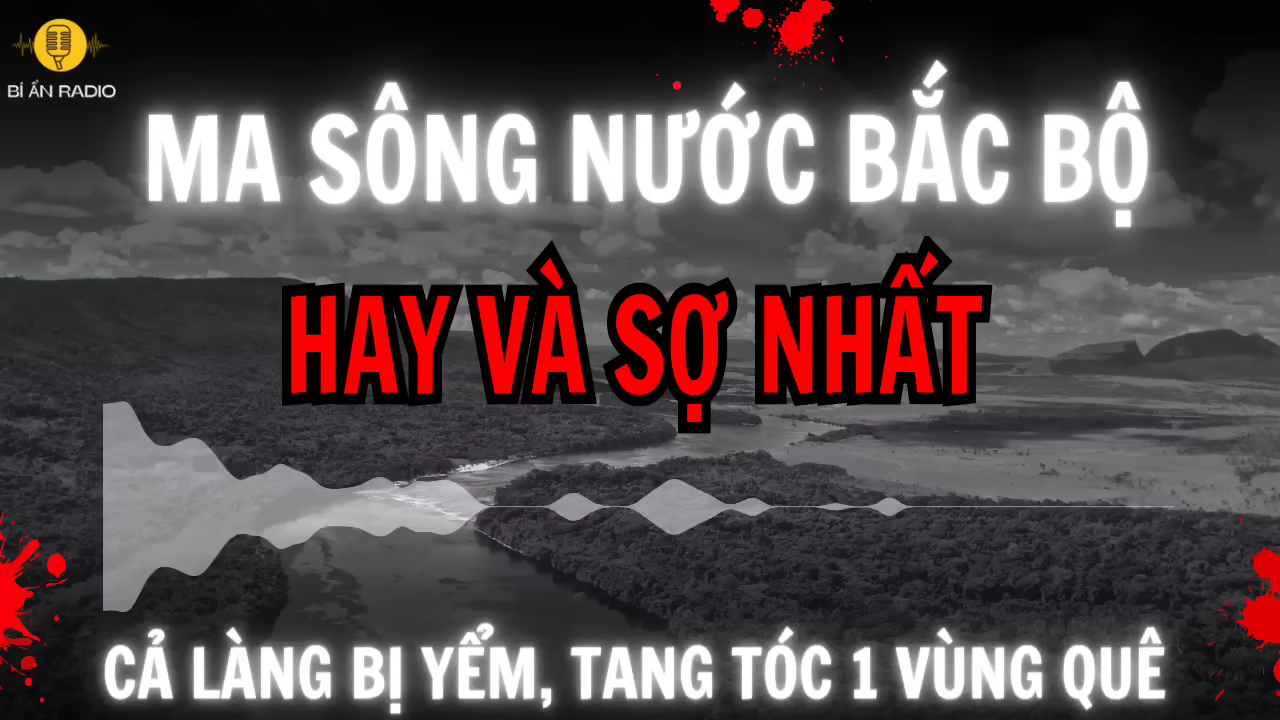 BÍ ẨN RADIO
MA SÔNG NƯỚC BẮC BỘ
HAY VÀ SỢ NHẤT
CẢ LÀNG BỊ YỂM, TANG TÓC 1 VÙNG QUÊ